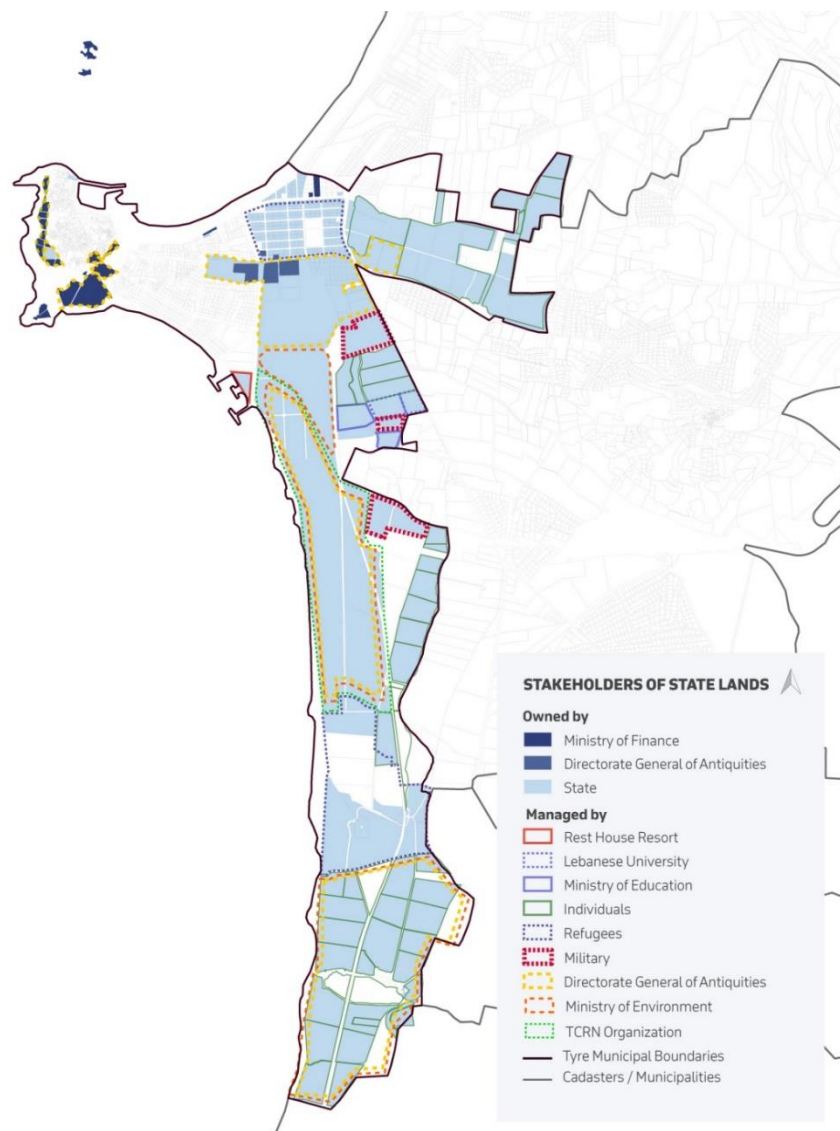 STAKEHOLDERS OF STATE LANDS
Owned by
Ministry of Finance
Directorate General of Antiquities
State
Managed by
Rest House Resort
Lebanese University
Ministry of Education
Individuals
Refugees
Military
Directorate General of Antiquities
Ministry of Environment
TCRN Organization
Tyre Municipal Boundaries
Cadasters / Municipalities